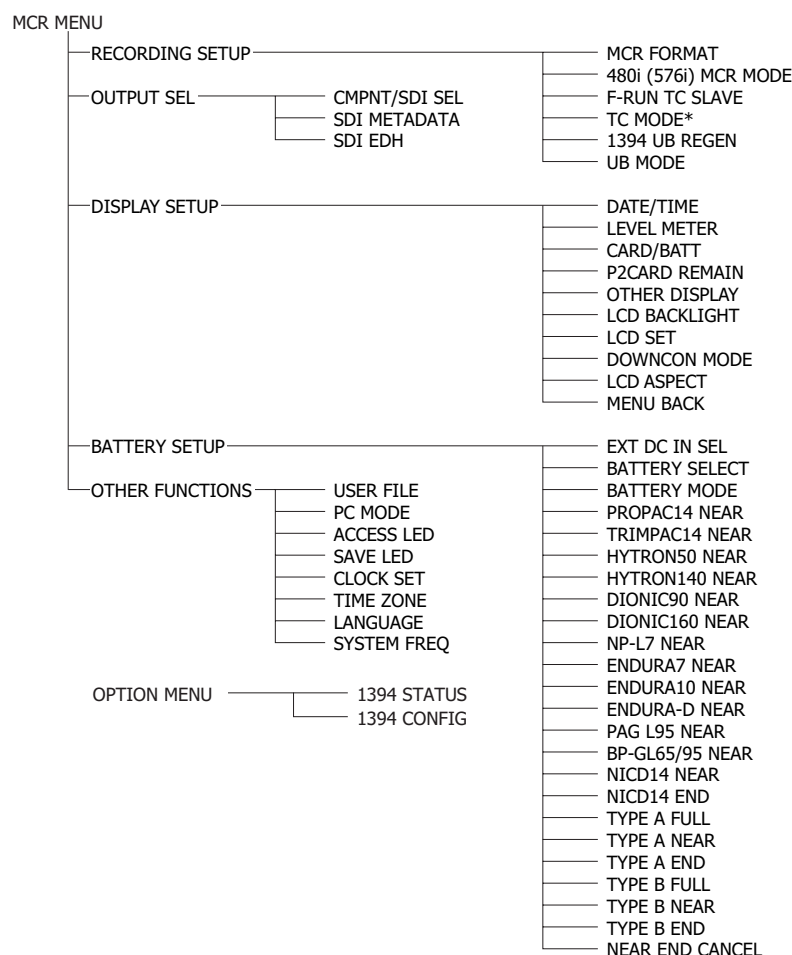 MCR MENU
RECORDING SETUP
MCR FORMAT
480i (576i) MCR MODE
F-RUN TC SLAVE
TC MODE*
1394 UB REGEN
UB MODE
OUTPUT SEL
CMPNT/SDI SEL
SDI METADATA
SDI EDH
DISPLAY SETUP
DATE/TIME
LEVEL METER
CARD/BATT
P2CARD REMAIN
OTHER DISPLAY
LCD BACKLIGHT
LCD SET
DOWNCON MODE
LCD ASPECT
MENU BACK
BATTERY SETUP
EXT DC IN SEL
BATTERY SELECT
BATTERY MODE
PROPAC14 NEAR
TRIMPAC14 NEAR
HYTRON50 NEAR
HYTRON140 NEAR
DIONIC90 NEAR
DIONIC160 NEAR
NP-L7 NEAR
ENDURA7 NEAR
ENDURA10 NEAR
ENDURA-D NEAR
PAG L95 NEAR
BP-GL65/95 NEAR
NICD14 NEAR
NICD14 END
TYPE A FULL
TYPE A NEAR
TYPE A END
TYPE B FULL
TYPE B NEAR
TYPE B END
NEAR END CANCEL
OTHER FUNCTIONS
USER FILE
PC MODE
ACCESS LED
SAVE LED
CLOCK SET
TIME ZONE
LANGUAGE
SYSTEM FREQ
OPTION MENU
1394 STATUS
1394 CONFIG